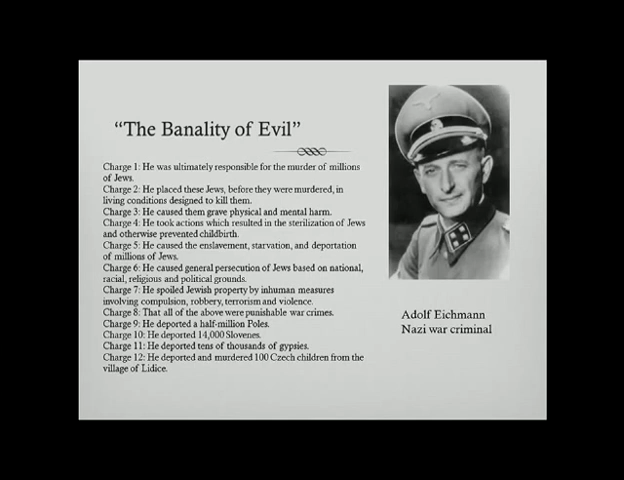 “The Banality of Evil”
Charge 1: He was ultimately responsible for the murder of millions
of Jews.
Charge 2: He placed these Jews, before they were murdered, in
living conditions designed to kill them.
Charge 3: He caused them grave physical and mental harm.
Charge 4: He took actions which resulted in the sterilization of Jews
and otherwise prevented childbirth.
Charge 5: He caused the enslavement, starvation, and deportation
of millions of Jews.
Charge 6: He caused general persecution of Jews based on national,
racial, religious and political grounds.
Charge 7: He spoiled Jewish property by inhuman measures
involving compulsion, robbery, terrorism and violence.
Charge 8: That all of the above were punishable war crimes.
Charge 9: He deported a half-million Poles.
Charge 10: He deported 14,000 Slovenes.
Charge 11: He deported tens of thousands of gypsies.
Charge 12: He deported and murdered 100 Czech children from the
village of Lidice.
Adolf Eichmann
Nazi war criminal